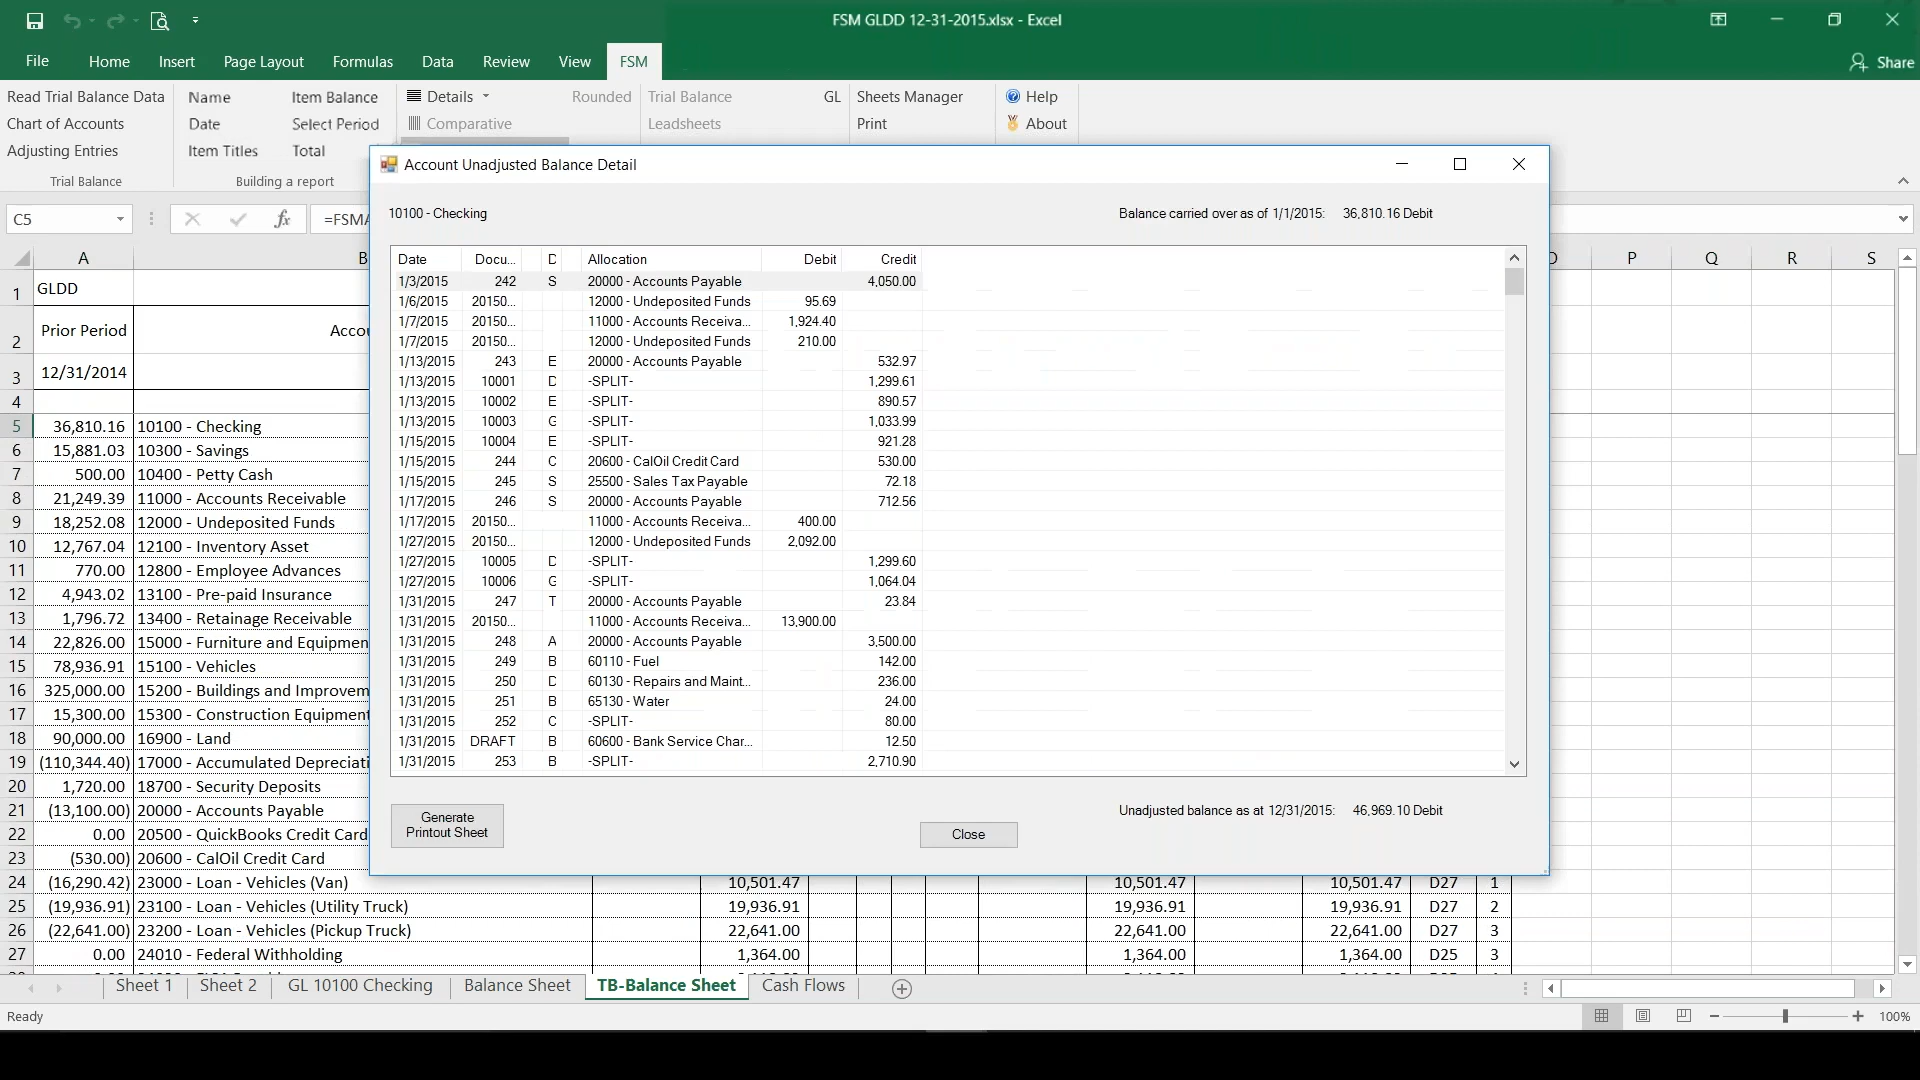 FSM GLDD 12-31-2015.xlsx - Excel
File Home Insert Page Layout Formulas Data Review View FSM Share
Read Trial Balance Data Name Item Balance Details Rounded Trial Balance GL Sheets Manager Help
Chart of Accounts Date Select Period Comparative Leadsheets Print About
Adjusting Entries Item Titles Total
Trial Balance Building a report
Account Unadjusted Balance Detail
C5 fx =FSM
10100 - Checking Balance carried over as of 1/1/2015: 36,810.16 Debit
Date Docu... D Allocation Debit Credit
1/3/2015 242 S 20000 - Accounts Payable 4,050.00
1/6/2015 20150... 12000 - Undeposited Funds 95.69
1/7/2015 20150... 11000 - Accounts Receiva... 1,924.40
1/7/2015 20150... 12000 - Undeposited Funds 210.00
1/13/2015 243 E 20000 - Accounts Payable 532.97
1/13/2015 10001 D -SPLIT- 1,299.61
1/13/2015 10002 E -SPLIT- 890.57
1/13/2015 10003 G -SPLIT- 1,033.99
1/15/2015 10004 E -SPLIT- 921.28
1/15/2015 244 C 20600 - CalOil Credit Card 530.00
1/15/2015 245 S 25500 - Sales Tax Payable 72.18
1/17/2015 246 S 20000 - Accounts Payable 712.56
1/17/2015 20150... 11000 - Accounts Receiva... 400.00
1/27/2015 20150... 12000 - Undeposited Funds 2,092.00
1/27/2015 10005 D -SPLIT- 1,299.60
1/27/2015 10006 G -SPLIT- 1,064.04
1/31/2015 247 T 20000 - Accounts Payable 23.84
1/31/2015 20150... 11000 - Accounts Receiva... 13,900.00
1/31/2015 248 A 20000 - Accounts Payable 3,500.00
1/31/2015 249 B 60110 - Fuel 142.00
1/31/2015 250 D 60130 - Repairs and Maint... 236.00
1/31/2015 251 B 65130 - Water 24.00
1/31/2015 252 C -SPLIT- 80.00
1/31/2015 DRAFT B 60600 - Bank Service Char... 12.50
1/31/2015 253 B -SPLIT- 2,710.90
Generate
Printout Sheet
Close
Unadjusted balance as at 12/31/2015: 46,969.10 Debit
A B P Q R S
1 GLDD
2 Prior Period Accou
3 12/31/2014
4
5 36,810.16 10100 - Checking
6 15,881.03 10300 - Savings
7 500.00 10400 - Petty Cash
8 21,249.39 11000 - Accounts Receivable
9 18,252.08 12000 - Undeposited Funds
10 12,767.04 12100 - Inventory Asset
11 770.00 12800 - Employee Advances
12 4,943.02 13100 - Pre-paid Insurance
13 1,796.72 13400 - Retainage Receivable
14 22,826.00 15000 - Furniture and Equipmen
15 78,936.91 15100 - Vehicles
16 325,000.00 15200 - Buildings and Improvem
17 15,300.00 15300 - Construction Equipment
18 90,000.00 16900 - Land
19 (110,344.40) 17000 - Accumulated Depreciati
20 1,720.00 18700 - Security Deposits
21 (13,100.00) 20000 - Accounts Payable
22 0.00 20500 - QuickBooks Credit Card
23 (530.00) 20600 - CalOil Credit Card
24 (16,290.42) 23000 - Loan - Vehicles (Van) 10,501.47 10,501.47 10,501.47 D27 1
25 (19,936.91) 23100 - Loan - Vehicles (Utility Truck) 19,936.91 19,936.91 19,936.91 D27 2
26 (22,641.00) 23200 - Loan - Vehicles (Pickup Truck) 22,641.00 22,641.00 22,641.00 D27 3
27 0.00 24010 - Federal Withholding 1,364.00 1,364.00 1,364.00 D25 3
Sheet 1 Sheet 2 GL 10100 Checking Balance Sheet TB-Balance Sheet Cash Flows
Ready 100%